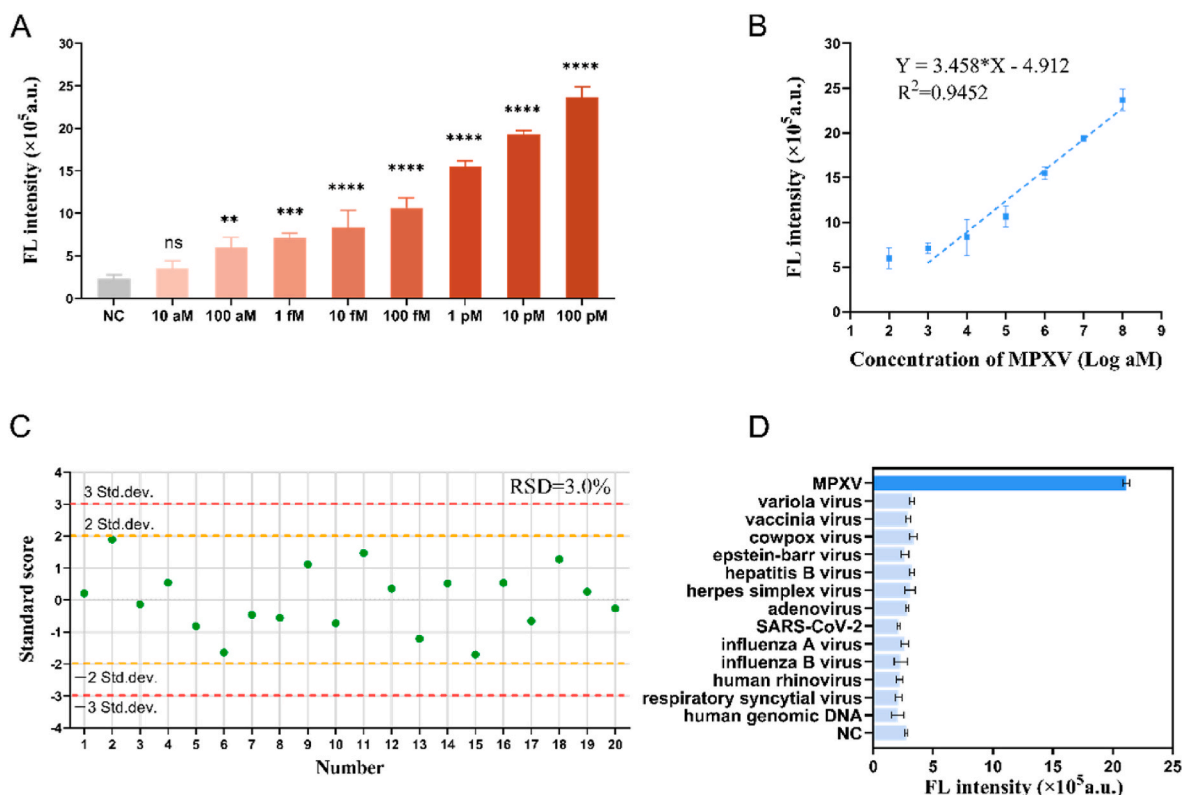 A
FL intensity (×10⁵a.u.)
30
25
20
15
10
5
0
ns
**
***
****
****
****
****
****
NC
10 aM
100 aM
1 fM
10 fM
100 fM
1 pM
10 pM
100 pM
B
FL intensity (×10⁵a.u.)
30
25
20
15
10
5
0
Y = 3.458*X - 4.912
R²=0.9452
1 2 3 4 5 6 7 8 9
Concentration of MPXV (Log aM)
C
Standard score
4
3
2
1
0
-1
-2
-3
-4
3 Std.dev.
RSD=3.0%
2 Std.dev.
−2 Std.dev.
−3 Std.dev.
1 2 3 4 5 6 7 8 9 10 11 12 13 14 15 16 17 18 19 20
Number
D
MPXV
variola virus
vaccinia virus
cowpox virus
epstein-barr virus
hepatitis B virus
herpes simplex virus
adenovirus
SARS-CoV-2
influenza A virus
influenza B virus
human rhinovirus
respiratory syncytial virus
human genomic DNA
NC
0 5 10 15 20 25
FL intensity (×10⁵a.u.)